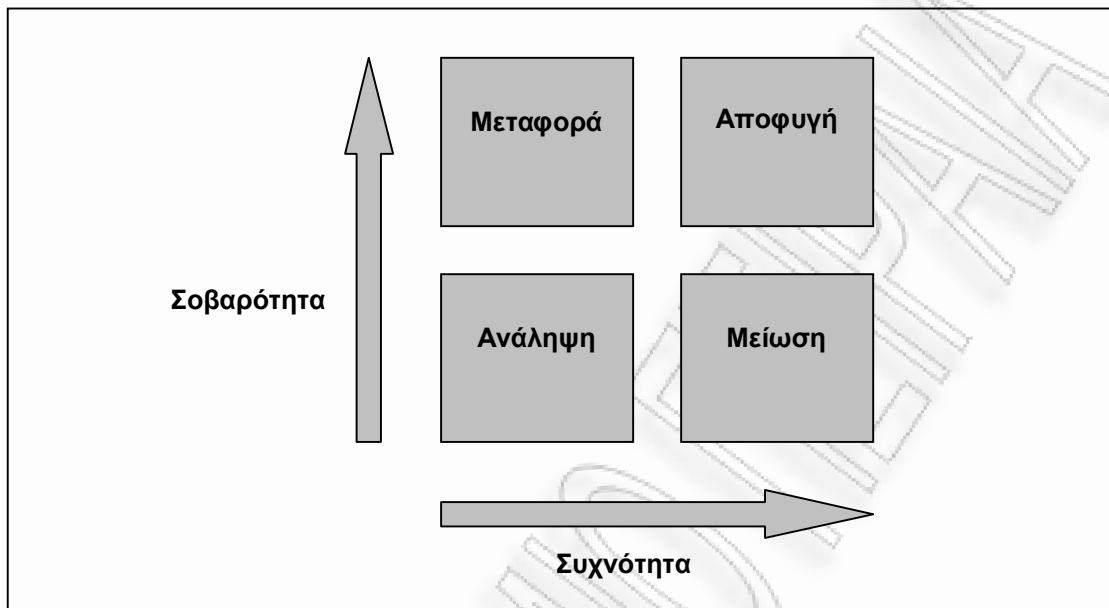 Μεταφορά
Αποφυγή
Σοβαρότητα
Ανάληψη
Μείωση
Συχνότητα